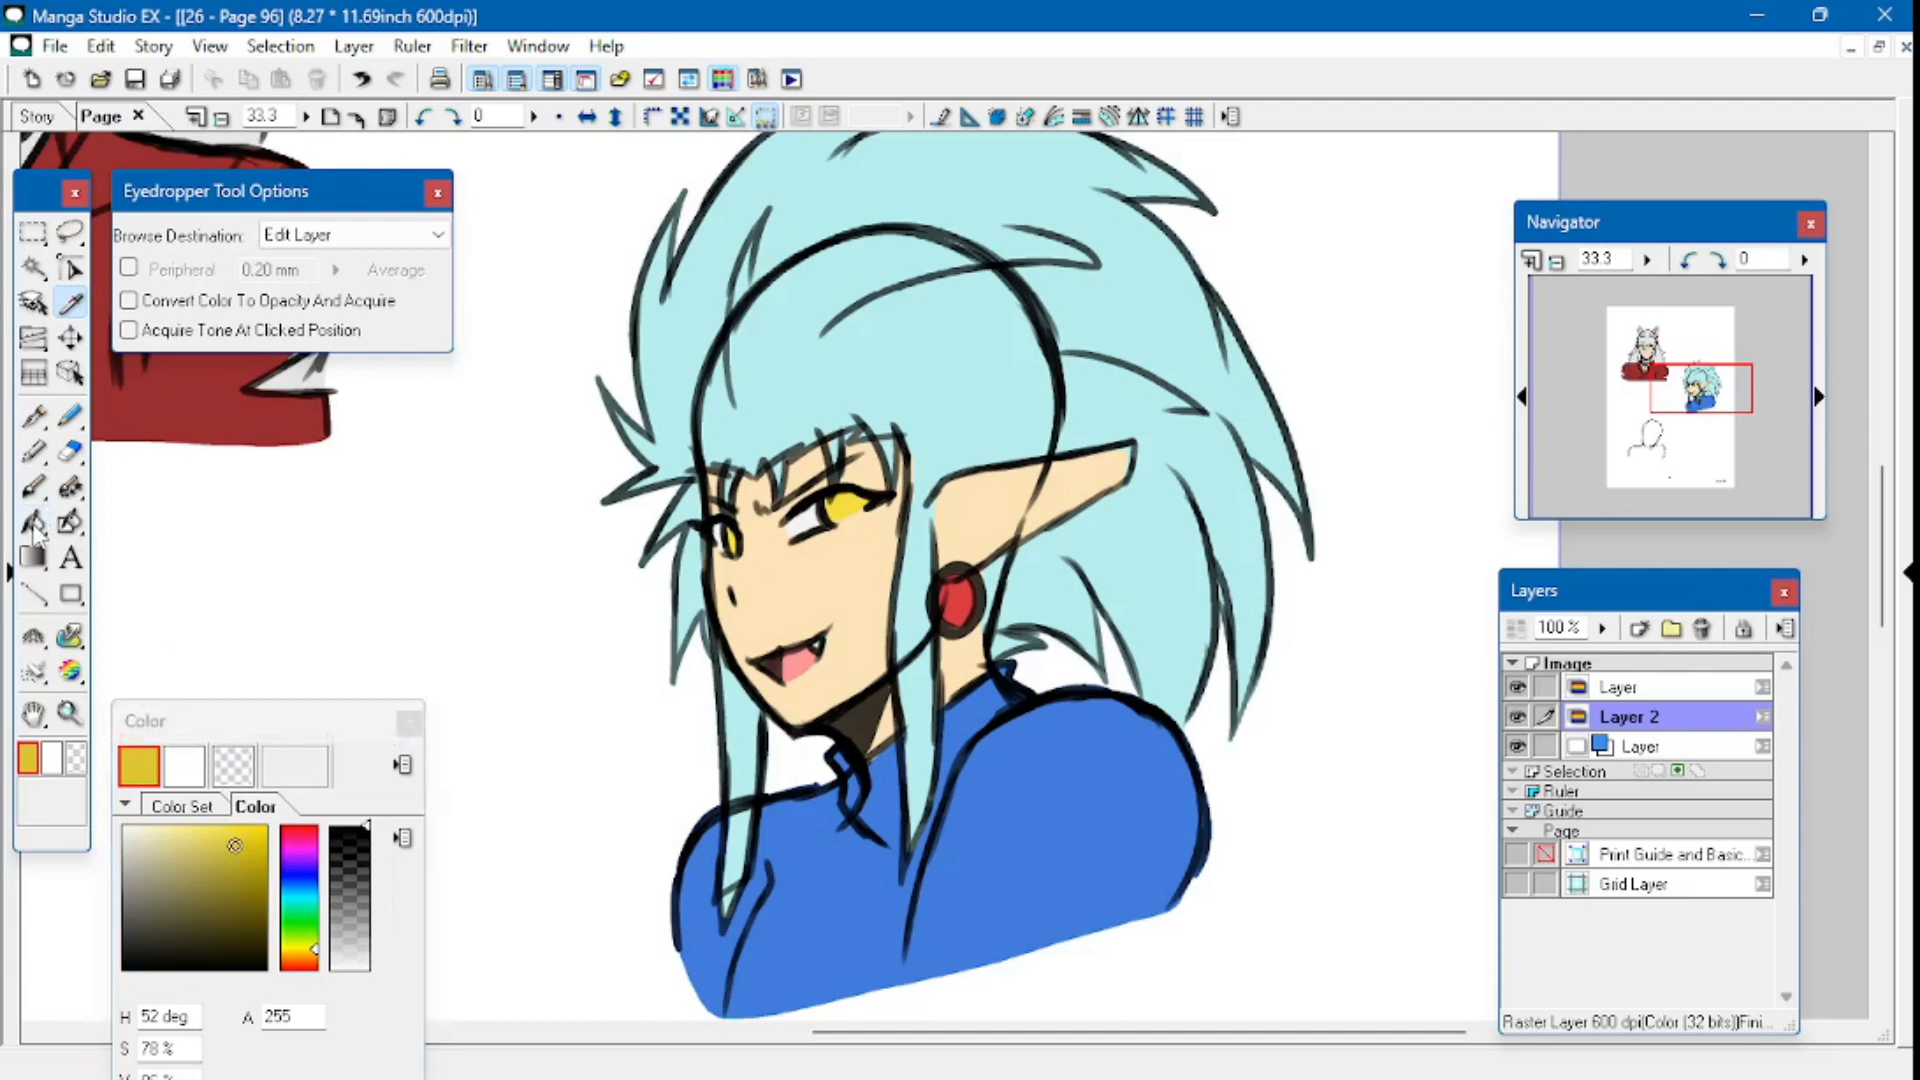 Manga Studio EX - [[26 - Page 96] (8.27 * 11.69inch 600dpi)]
File Edit Story View Selection Layer Ruler Filter Window Help
Story Page 33.3 0
Eyedropper Tool Options
Browse Destination: Edit Layer
Peripheral 0.20 mm Average
Convert Color To Opacity And Acquire
Acquire Tone At Clicked Position
A
Navigator
33.3 0
Color
Color Set Color
H 52 deg A 255
S 78 %
Layers
100 %
Image
Layer
Layer 2
Layer
Selection
Ruler
Guide
Page
Print Guide and Basic...
Grid Layer
Raster Layer 600 dpi(Color (32 bits))Fini...